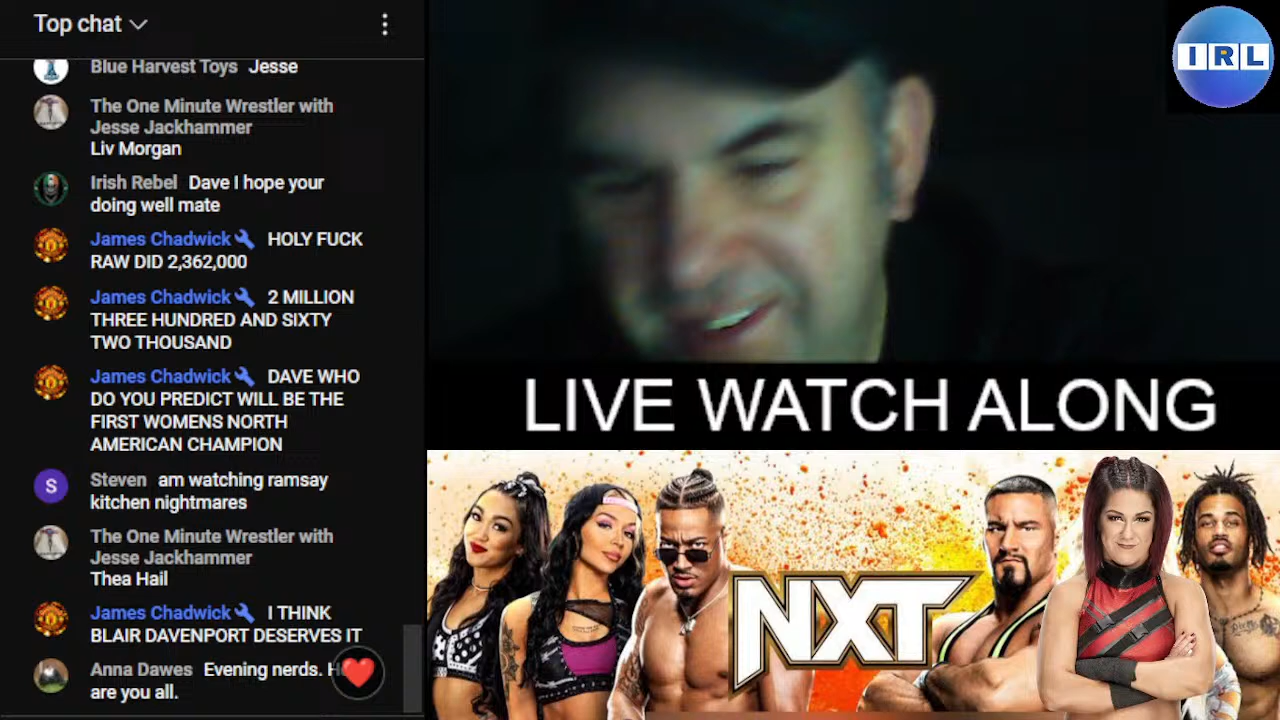 Top chat
Blue Harvest Toys Jesse
The One Minute Wrestler with
Jesse Jackhammer
Liv Morgan
Irish Rebel Dave I hope your
doing well mate
James Chadwick HOLY FUCK
RAW DID 2,362,000
James Chadwick 2 MILLION
THREE HUNDRED AND SIXTY
TWO THOUSAND
James Chadwick DAVE WHO
DO YOU PREDICT WILL BE THE
FIRST WOMENS NORTH
AMERICAN CHAMPION
S
Steven am watching ramsay
kitchen nightmares
The One Minute Wrestler with
Jesse Jackhammer
Thea Hail
James Chadwick I THINK
BLAIR DAVENPORT DESERVES IT
Anna Dawes Evening nerds.
are you all.
IRL
LIVE WATCH ALONG
NXT